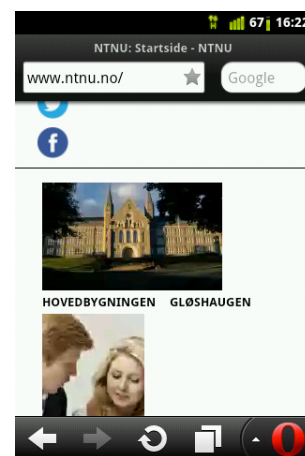 67 16:22
NTNU: Startside - NTNU
www.ntnu.no/ Google
HOVEDBYGNINGEN GLØSHAUGEN